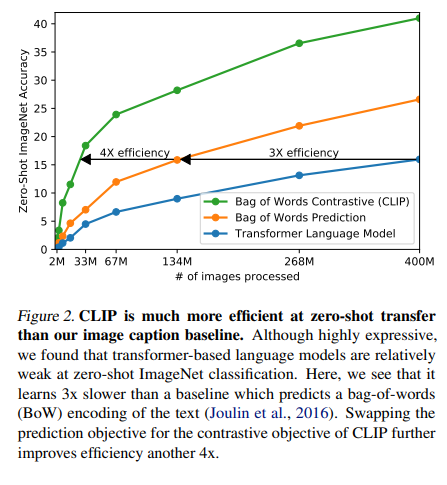 40
35
30
25
20
15
10
5
0
Zero-Shot ImageNet Accuracy
4X efficiency
3X efficiency
Bag of Words Contrastive (CLIP)
Bag of Words Prediction
Transformer Language Model
2M 33M 67M 134M 268M 400M
# of images processed
Figure 2. CLIP is much more efficient at zero-shot transfer
than our image caption baseline. Although highly expressive,
we found that transformer-based language models are relatively
weak at zero-shot ImageNet classification. Here, we see that it
learns 3x slower than a baseline which predicts a bag-of-words
(BoW) encoding of the text (Joulin et al., 2016). Swapping the
prediction objective for the contrastive objective of CLIP further
improves efficiency another 4x.